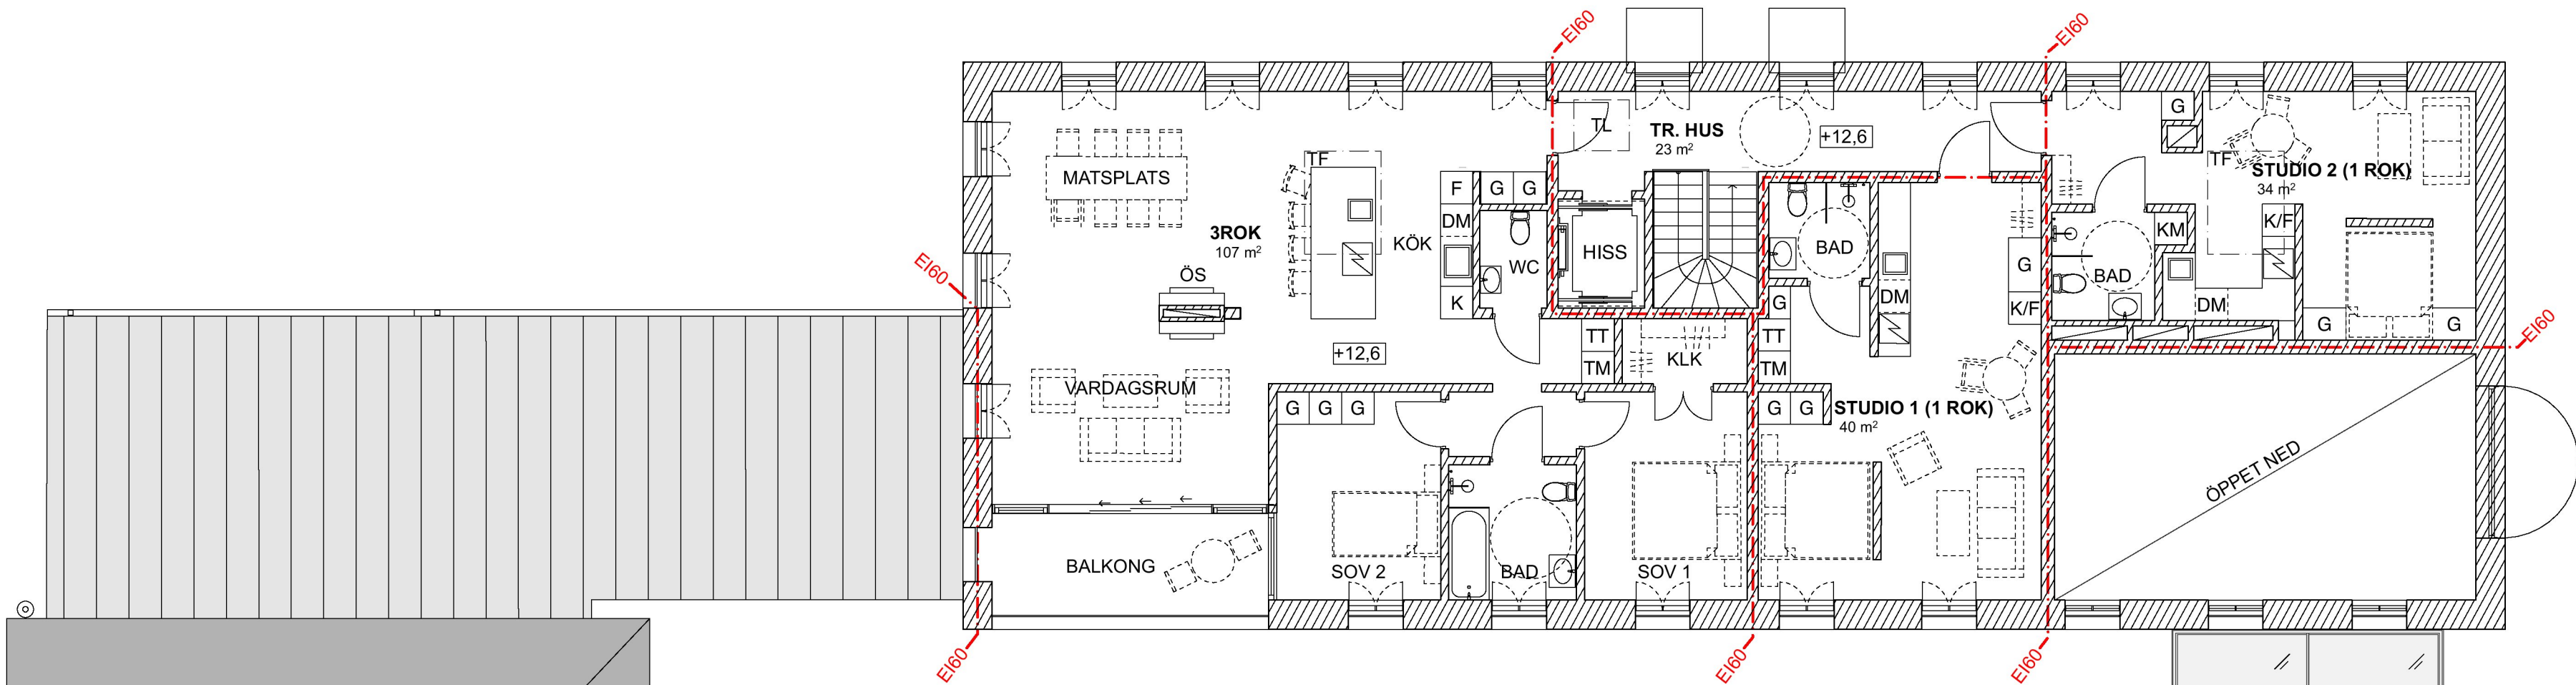 EI60
EI60
TL
TR. HUS
23 m²
+12,6
G
TF
STUDIO 2 (1 ROK)
34 m²
MATSPLATS
TF
F
G
G
3ROK
107 m²
DM
KÖK
WC
HISS
BAD
K
G
K/F
KM
K/F
BAD
DM
EI60
ÖS
DM
G
G
G
+12,6
TT
TM
KLK
TT
TM
EI60
VARDAGSRUM
G
G
G
G
G
STUDIO 1 (1 ROK)
40 m²
ÖPPET NED
BALKONG
SOV 2
BAD
SOV 1
EI60
EI60
EI60